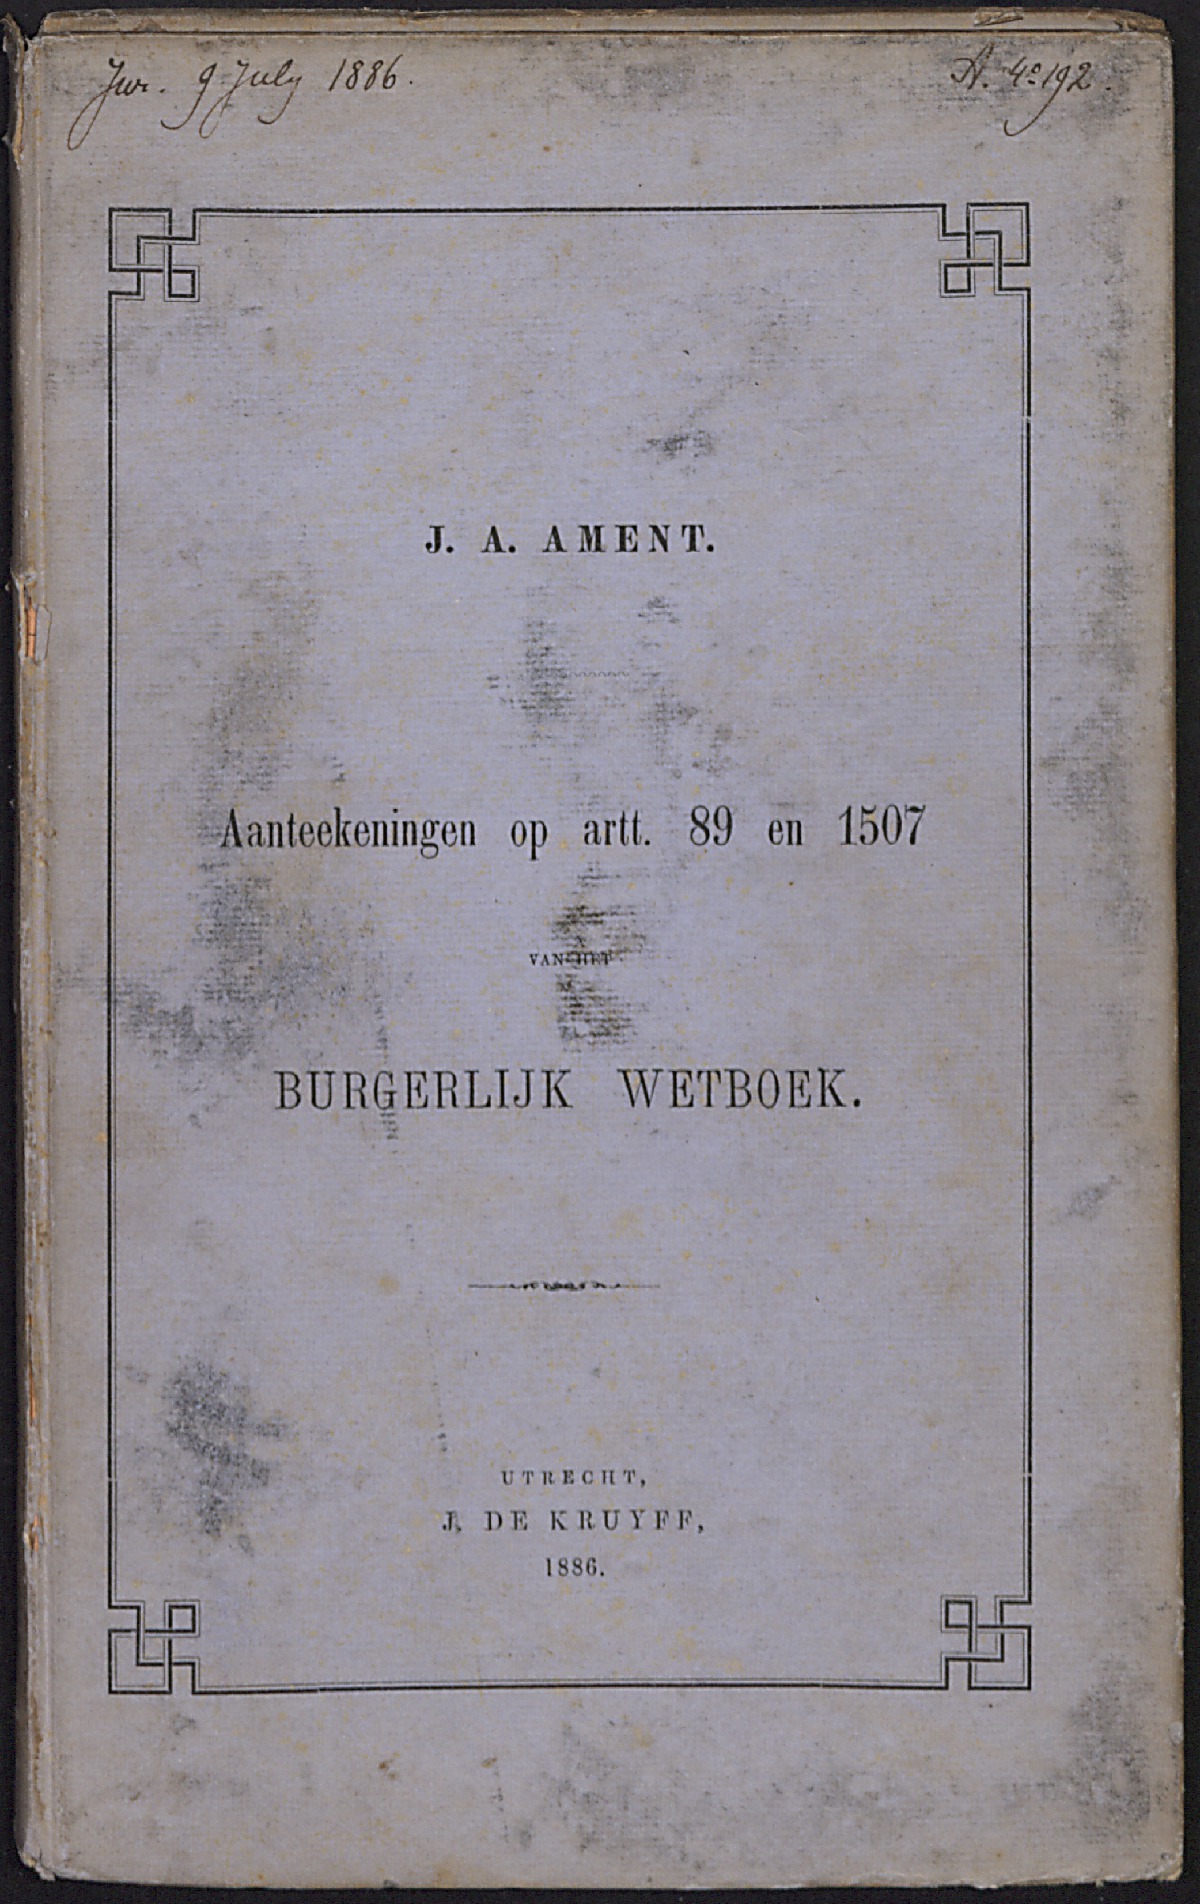 Jur. 9 July 1886.
A. 4º 192.
J. A. AMENT.
Aanteekeningen op artt. 89 en 1507
VAN HET
BURGERLIJK WETBOEK.
UTRECHT,
J. DE KRUYFF,
1886.